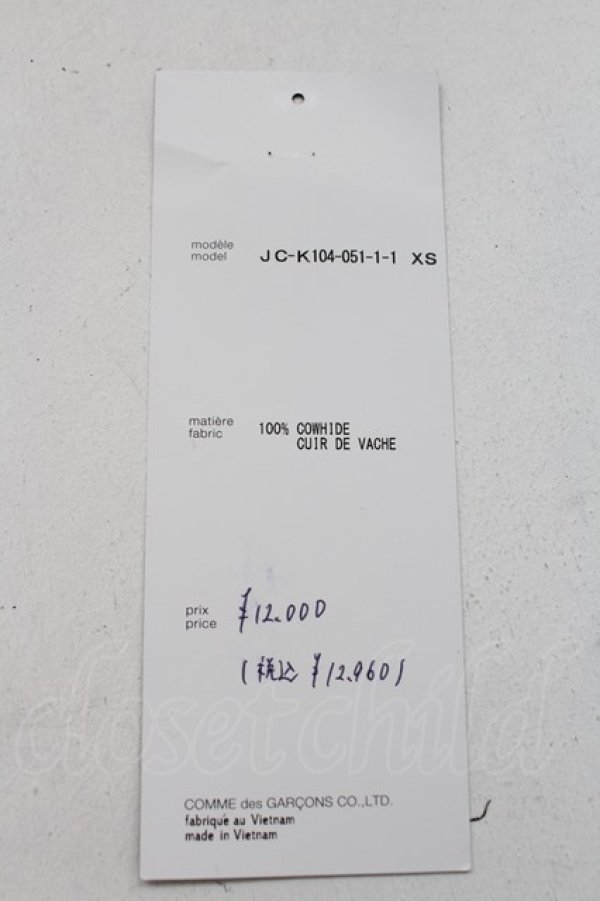 modèle
model
JC-K104-051-1-1 XS
matière
fabric
100% COWHIDE
CUIR DE VACHE
prix
price
¥12.000
(税込 ¥12.960)
closetchild
COMME des GARÇONS CO.,LTD.
fabriqué au Vietnam
made in Vietnam